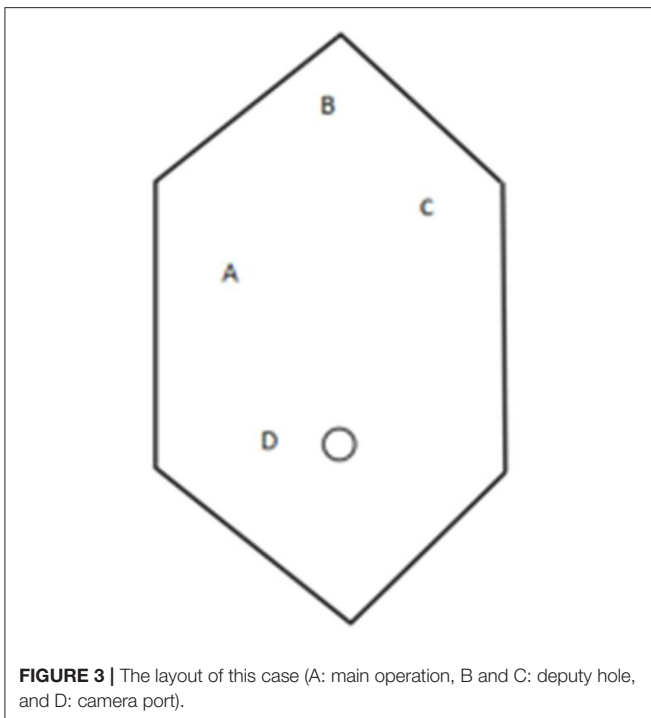 B
C
A
D
FIGURE 3 | The layout of this case (A: main operation, B and C: deputy hole,
and D: camera port).